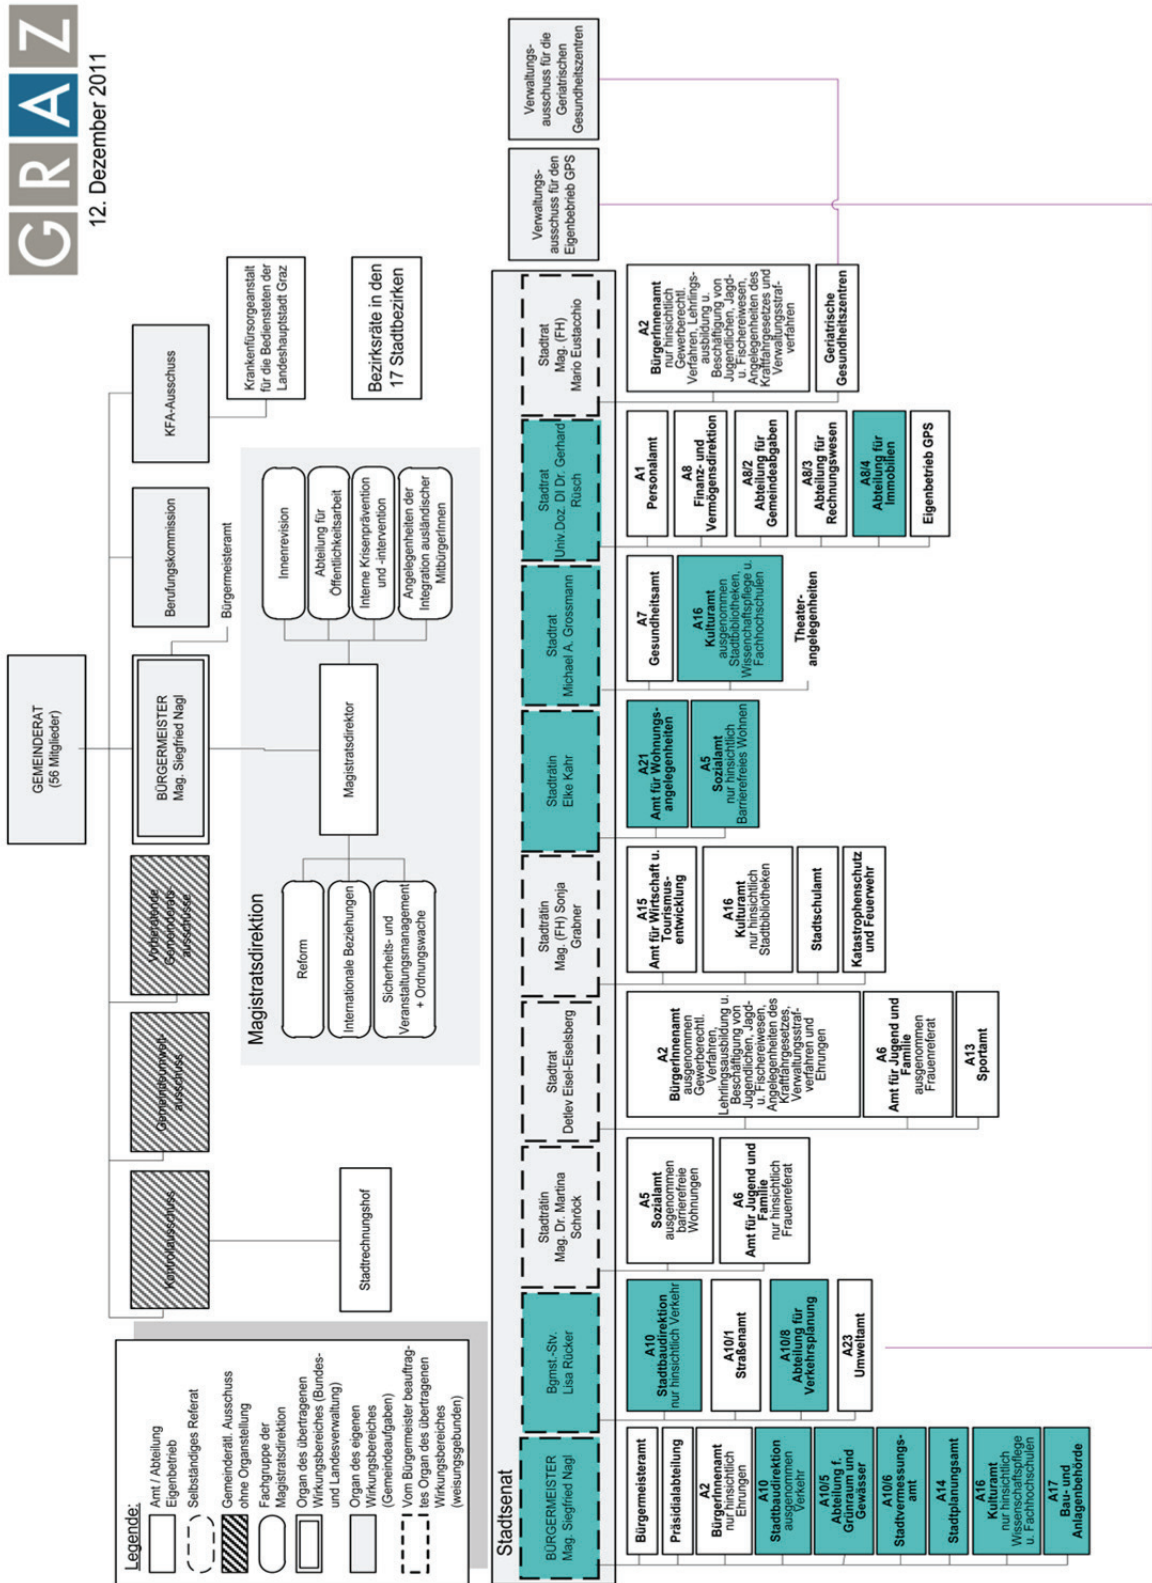 GRAZ
12. Dezember 2011
GEMEINDERAT
(56 Mitglieder)
Kontrollausschuss
Gemeindeumwelt-
ausschuss
Vorberatende
Gemeinderats-
ausschüsse
BÜRGERMEISTER
Mag. Siegfried Nagl
Berufungskommission
KFA-Ausschuss
Bürgermeisteramt
Krankenfürsorgeanstalt
für die Bediensteten der
Landeshauptstadt Graz
Stadtrechnungshof
Bezirksräte in den
17 Stadtbezirken
Magistratsdirektion
Reform
Internationale Beziehungen
Sicherheits- und
Veranstaltungsmanagement
+ Ordnungswache
Magistratsdirektor
Innenrevision
Abteilung für
Öffentlichkeitsarbeit
Interne Krisenprävention
und -intervention
Angelegenheiten der
Integration ausländischer
MitbürgerInnen
Legende:
Amt / Abteilung
Eigenbetrieb
Selbständiges Referat
Gemeinderätl. Ausschuss
ohne Organstellung
Fachgruppe der
Magistratsdirektion
Organ des übertragenen
Wirkungsbereiches (Bundes-
und Landesverwaltung)
Organ des eigenen
Wirkungsbereiches
(Gemeindeaufgaben)
Vom Bürgermeister beauftrag-
tes Organ des übertragenen
Wirkungsbereiches
(weisungsgebunden)
Stadtsenat
BÜRGERMEISTER
Mag. Siegfried Nagl
Bürgermeisteramt
Präsidialabteilung
A2
BürgerInnenamt
nur hinsichtlich
Ehrungen
A10
Stadtbaudirektion
ausgenommen
Verkehr
A10/5
Abteilung f.
Grünraum und
Gewässer
A10/6
Stadtvermessungs-
amt
A14
Stadtplanungsamt
A16
Kulturamt
nur hinsichtlich
Wissenschaftspflege
u. Fachhochschulen
A17
Bau- und
Anlagenbehörde
Bgmst.-Stv.
Lisa Rücker
A10
Stadtbaudirektion
nur hinsichtlich Verkehr
A10/1
Straßenamt
A10/8
Abteilung für
Verkehrsplanung
A23
Umweltamt
Stadträtin
Mag. Dr. Martina
Schröck
A5
Sozialamt
ausgenommen
barrierefreie
Wohnungen
A6
Amt für Jugend und
Familie
nur hinsichtlich
Frauenreferat
Stadtrat
Detlev Eisel-Eiselsberg
A2
BürgerInnenamt
ausgenommen
Gewerberechtl.
Verfahren,
Lehrlingsausbildung u.
Beschäftigung von
Jugendlichen, Jagd-
u. Fischereiwesen,
Angelegenheiten des
Kraftfahrgesetzes,
Verwaltungsstraf-
verfahren und
Ehrungen
A6
Amt für Jugend und
Familie
ausgenommen
Frauenreferat
A13
Sportamt
Stadträtin
Mag. (FH) Sonja
Grabner
A15
Amt für Wirtschaft u.
Tourismus-
entwicklung
A16
Kulturamt
nur hinsichtlich
Stadtbibliotheken
Stadtschulamt
Katastrophenschutz
und Feuerwehr
Stadträtin
Elke Kahr
A21
Amt für Wohnungs-
angelegenheiten
A5
Sozialamt
nur hinsichtlich
Barrierefreies Wohnen
Stadtrat
Michael A. Grossmann
A7
Gesundheitsamt
A16
Kulturamt
ausgenommen
Stadtbibliotheken,
Wissenschaftspflege u.
Fachhochschulen
Theater-
angelegenheiten
Stadtrat
Univ.Doz. DI Dr. Gerhard
Rüsch
A1
Personalamt
A8
Finanz- und
Vermögensdirektion
A8/2
Abteilung für
Gemeindeabgaben
A8/3
Abteilung für
Rechnungswesen
A8/4
Abteilung für
Immobilien
Eigenbetrieb GPS
Stadtrat
Mag. (FH)
Mario Eustacchio
A2
BürgerInnenamt
nur hinsichtlich
Gewerberechtl.
Verfahren, Lehrlings-
ausbildung u.
Beschäftigung von
Jugendlichen, Jagd-
u. Fischereiwesen,
Angelegenheiten des
Kraftfahrgesetzes und
Verwaltungsstraf-
verfahren
Geriatrische
Gesundheitszentren
Verwaltungs-
ausschuss für den
Eigenbebrieb GPS
Verwaltungs-
ausschuss für die
Geriatrischen
Gesundheitszentren